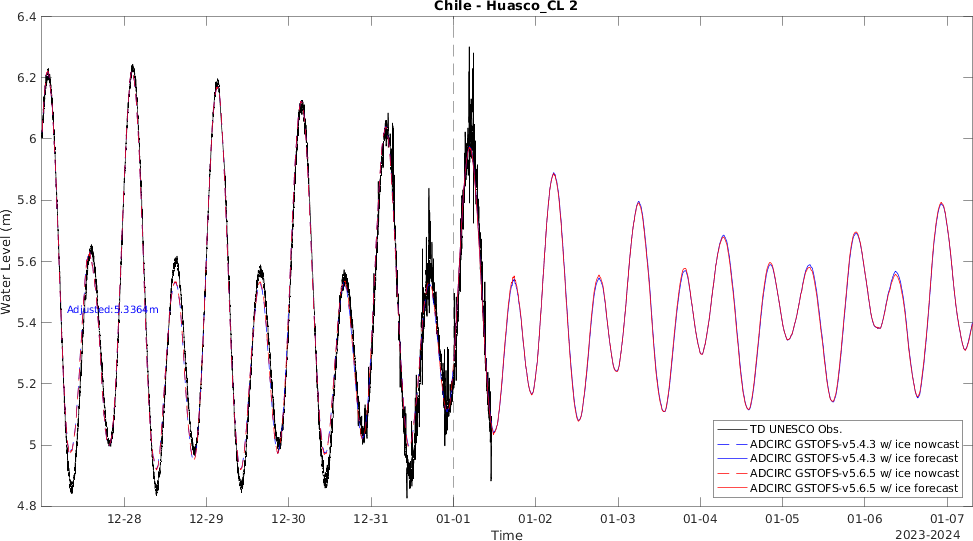 Chile - Huasco_CL 2
6.4
6.2
6
5.8
5.6
5.4
5.2
5
4.8
Water Level (m)
Adjusted:5.3364m
TD UNESCO Obs.
ADCIRC GSTOFS-v5.4.3 w/ ice nowcast
ADCIRC GSTOFS-v5.4.3 w/ ice forecast
ADCIRC GSTOFS-v5.6.5 w/ ice nowcast
ADCIRC GSTOFS-v5.6.5 w/ ice forecast
12-28 12-29 12-30 12-31 01-01 01-02 01-03 01-04 01-05 01-06 01-07
Time
2023-2024